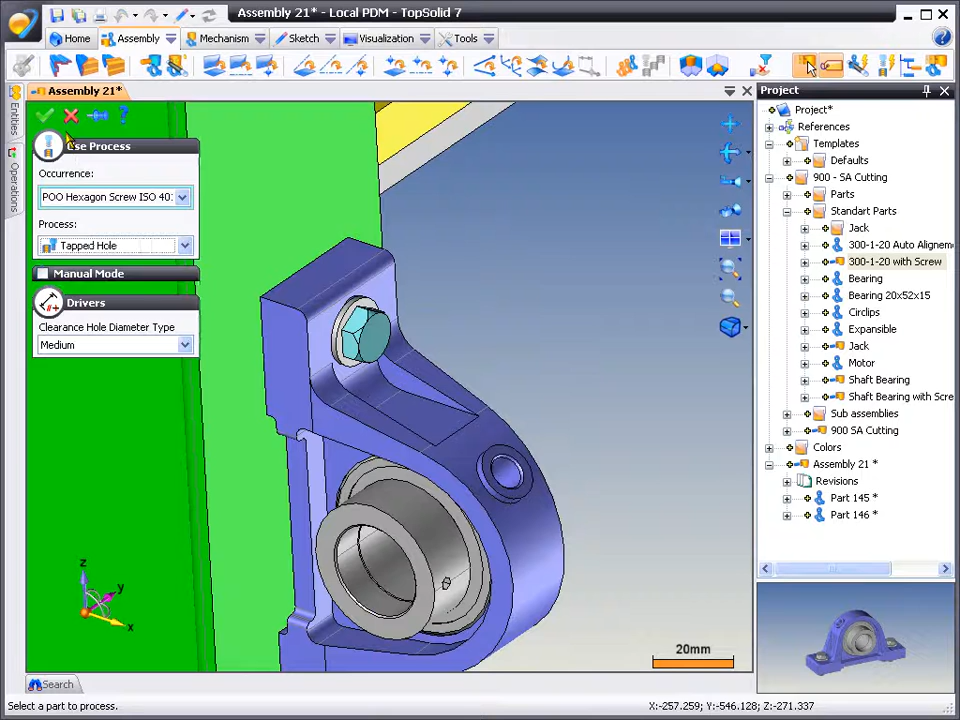 Assembly 21* - Local PDM - TopSolid 7
Home
Assembly
Mechanism
Sketch
Visualization
Tools
Entities
Operations
Assembly 21*
Use Process
Occurrence:
POO Hexagon Screw ISO 40:
Process:
Tapped Hole
Manual Mode
Drivers
Clearance Hole Diameter Type
Medium
z
y
x
20mm
Project
Project*
References
Templates
Defaults
900 - SA Cutting
Parts
Standart Parts
Jack
300-1-20 Auto Alignem
300-1-20 with Screw
Bearing
Bearing 20x52x15
Circlips
Expansible
Jack
Motor
Shaft Bearing
Shaft Bearing with Scre
Sub assemblies
900 SA Cutting
Colors
Assembly 21 *
Revisions
Part 145 *
Part 146 *
Search
Select a part to process.
X:-257.259; Y:-546.128; Z:-271.337